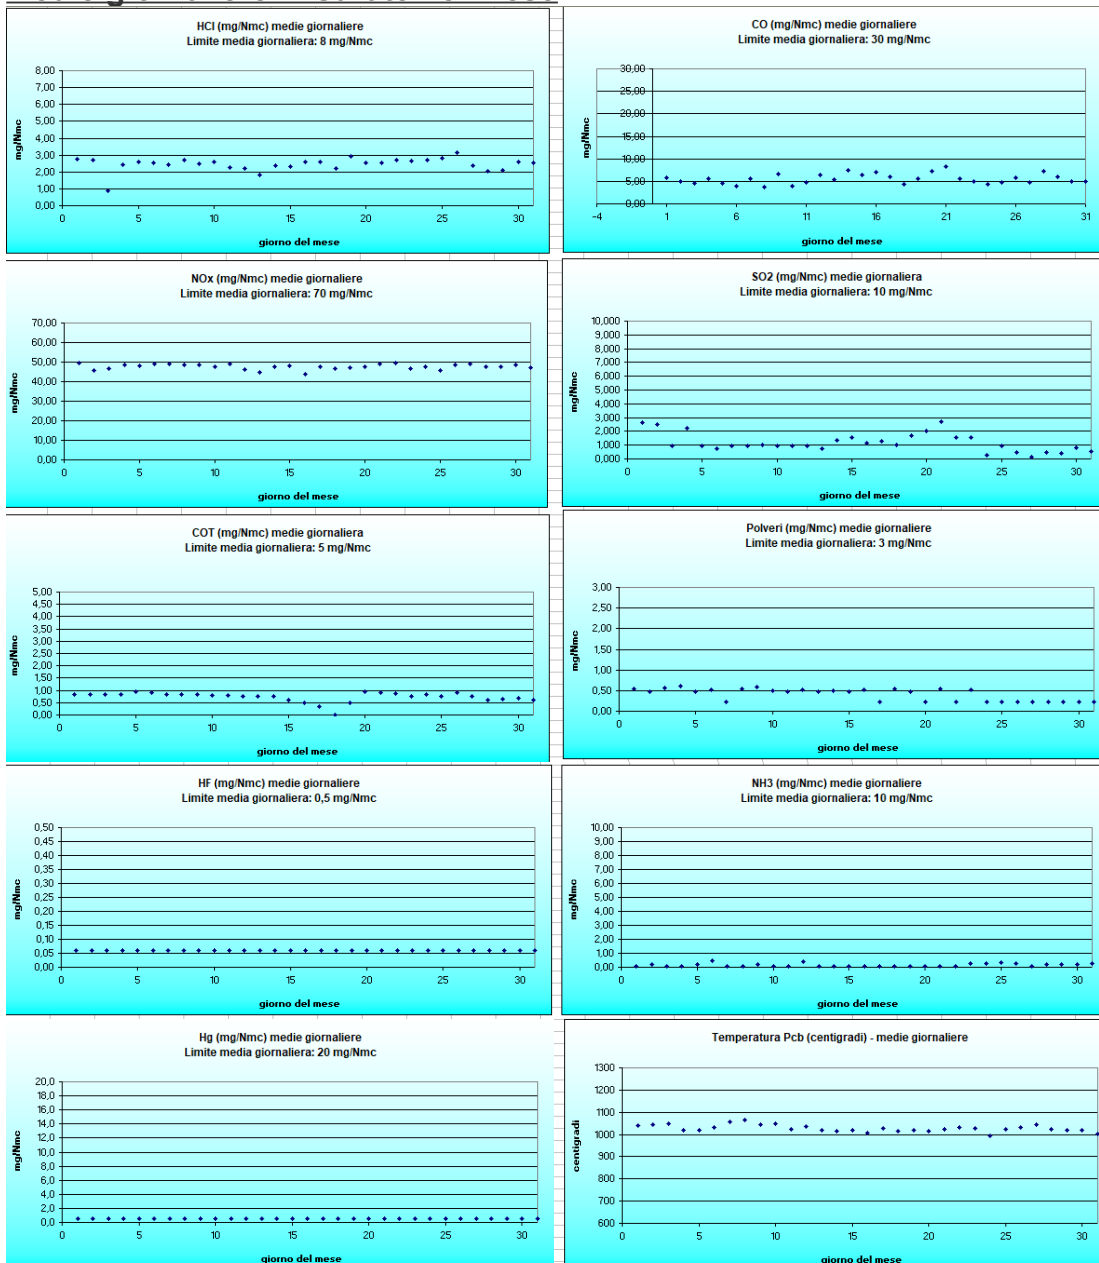 HCl (mg/Nmc) medie giornaliere
Limite media giornaliera: 8 mg/Nmc
8,00
7,00
6,00
5,00
4,00
3,00
2,00
1,00
0,00
mg/Nmc
0 5 10 15 20 25 30
giorno del mese
CO (mg/Nmc) medie giornaliere
Limite media giornaliera: 30 mg/Nmc
30,00
25,00
20,00
15,00
10,00
5,00
0,00
mg/Nmc
-4 1 6 11 16 21 26 31
giorno del mese
NOx (mg/Nmc) medie giornaliere
Limite media giornaliera: 70 mg/Nmc
70,00
60,00
50,00
40,00
30,00
20,00
10,00
0,00
mg/Nmc
0 5 10 15 20 25 30
giorno del mese
SO2 (mg/Nmc) medie giornaliera
Limite media giornaliera: 10 mg/Nmc
10,000
9,000
8,000
7,000
6,000
5,000
4,000
3,000
2,000
1,000
0,000
mg/Nmc
0 5 10 15 20 25 30
giorno del mese
COT (mg/Nmc) medie giornaliera
Limite media giornaliera: 5 mg/Nmc
5,00
4,50
4,00
3,50
3,00
2,50
2,00
1,50
1,00
0,50
0,00
mg/Nmc
0 5 10 15 20 25 30
giorno del mese
Polveri (mg/Nmc) medie giornaliere
Limite media giornaliera: 3 mg/Nmc
3,00
2,50
2,00
1,50
1,00
0,50
0,00
mg/Nmc
0 5 10 15 20 25 30
giorno del mese
HF (mg/Nmc) medie giornaliere
Limite media giornaliera: 0,5 mg/Nmc
0,50
0,45
0,40
0,35
0,30
0,25
0,20
0,15
0,10
0,05
0,00
mg/Nmc
0 5 10 15 20 25 30
giorno del mese
NH3 (mg/Nmc) medie giornaliere
Limite media giornaliera: 10 mg/Nmc
10,00
9,00
8,00
7,00
6,00
5,00
4,00
3,00
2,00
1,00
0,00
mg/Nmc
0 5 10 15 20 25 30
giorno del mese
Hg (mg/Nmc) medie giornaliere
Limite media giornaliera: 20 mg/Nmc
20,0
18,0
16,0
14,0
12,0
10,0
8,0
6,0
4,0
2,0
0,0
mg/Nmc
0 5 10 15 20 25 30
giorno del mese
Temperatura Pcb (centigradi) - medie giornaliere
1300
1200
1100
1000
900
800
700
600
centigradi
0 5 10 15 20 25 30
giorno del mese